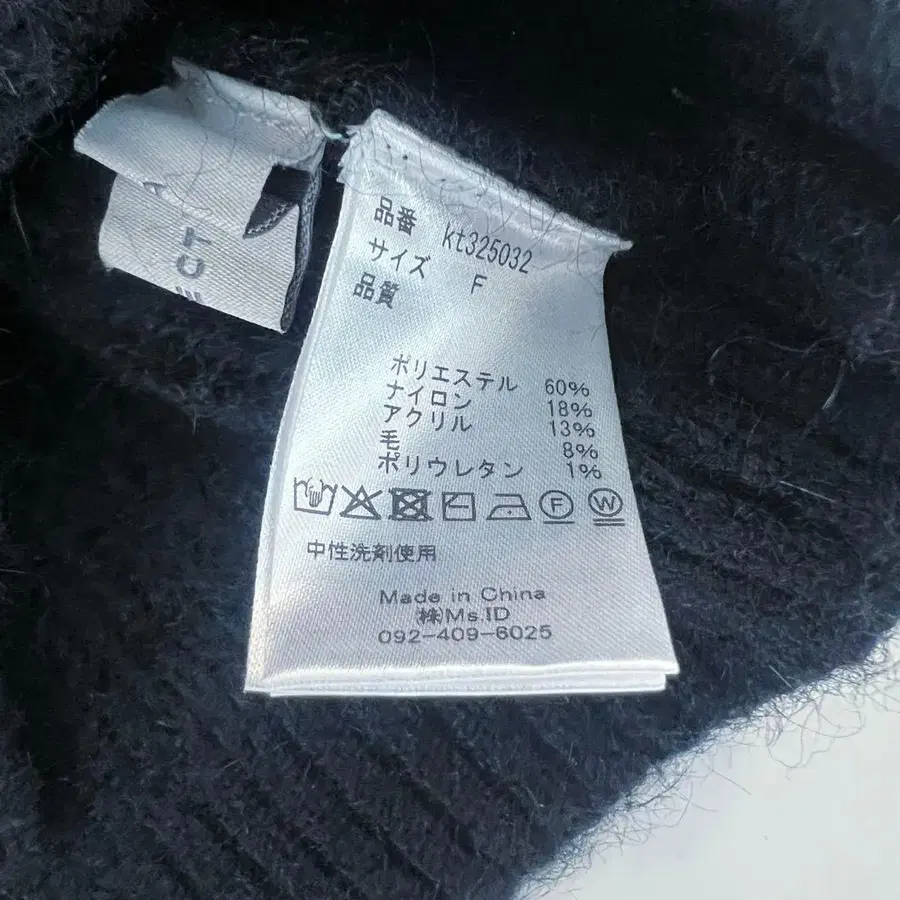 品番 kt325032
サイズ F
品質
ポリエステル 60%
ナイロン 18%
アクリル 13%
毛 8%
ポリウレタン 1%
F W
中性洗剤使用
Made in China
㈱Ms.ID
092-409-6025
CT